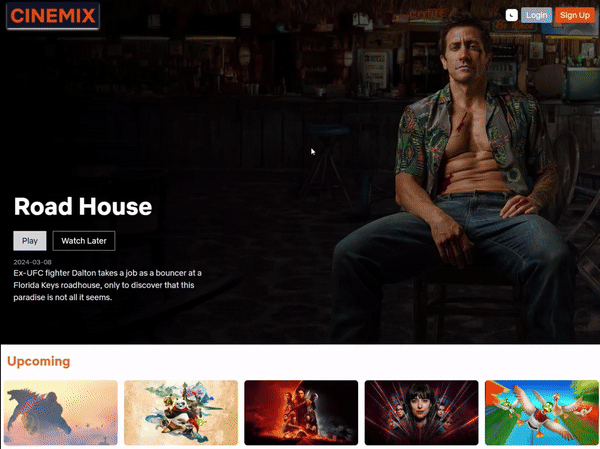 CINEMIX
Login
Sign Up
Road House
Play
Watch Later
2024-03-08
Ex-UFC fighter Dalton takes a job as a bouncer at a
Florida Keys roadhouse, only to discover that this
paradise is not all it seems.
Upcoming